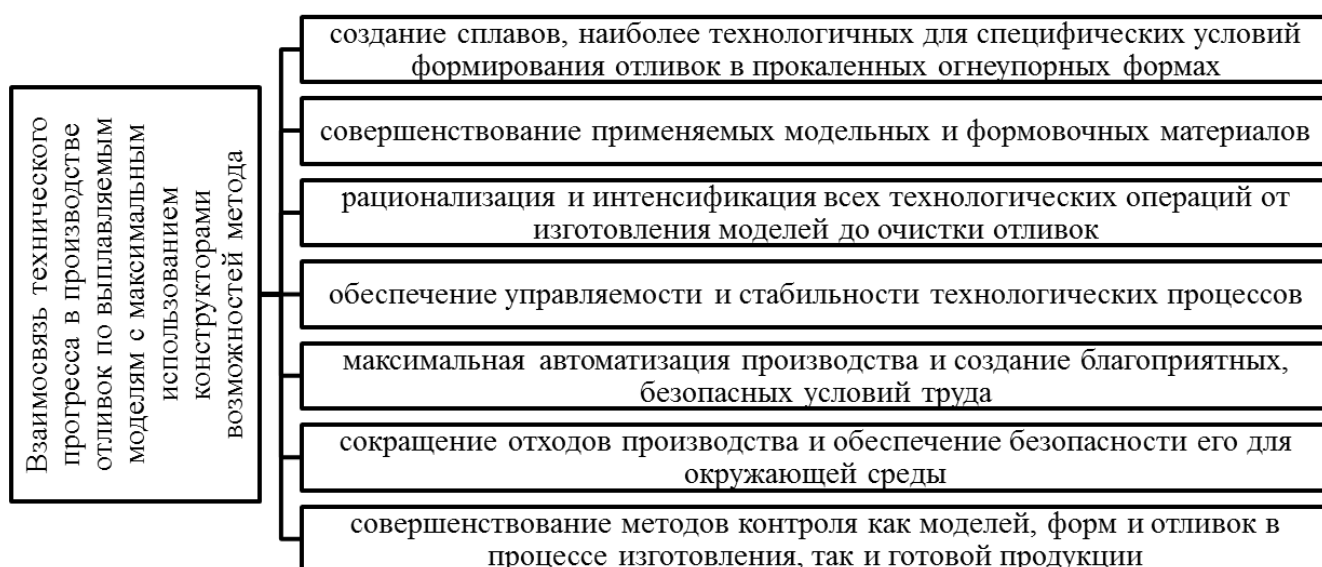 Взаимосвязь технического
прогресса в производстве
отливок по выплавляемым
моделям с максимальным
использованием
конструкторами
возможностей метода
создание сплавов, наиболее технологичных для специфических условий
формирования отливок в прокаленных огнеупорных формах
совершенствование применяемых модельных и формовочных материалов
рационализация и интенсификация всех технологических операций от
изготовления моделей до очистки отливок
обеспечение управляемости и стабильности технологических процессов
максимальная автоматизация производства и создание благоприятных,
безопасных условий труда
сокращение отходов производства и обеспечение безопасности его для
окружающей среды
совершенствование методов контроля как моделей, форм и отливок в
процессе изготовления, так и готовой продукции